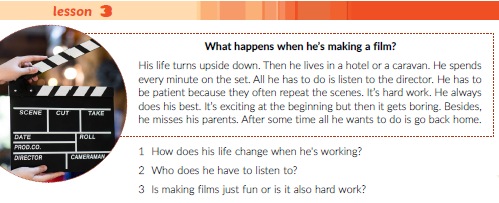 lesson 3
What happens when he's making a film?
His life turns upside down. Then he lives in a hotel or a caravan. He spends
every minute on the set. All he has to do is listen to the director. He has to
be patient because they often repeat the scenes. It's hard work. He always
does his best. It's exciting at the beginning but then it gets boring. Besides,
he misses his parents. After some time all he wants to do is go back home.
SCENE CUT TAKE
DATE ROLL
PROD.CO.
DIRECTOR CAMERAMAN
1 How does his life change when he's working?
2 Who does he have to listen to?
3 Is making films just fun or is it also hard work?